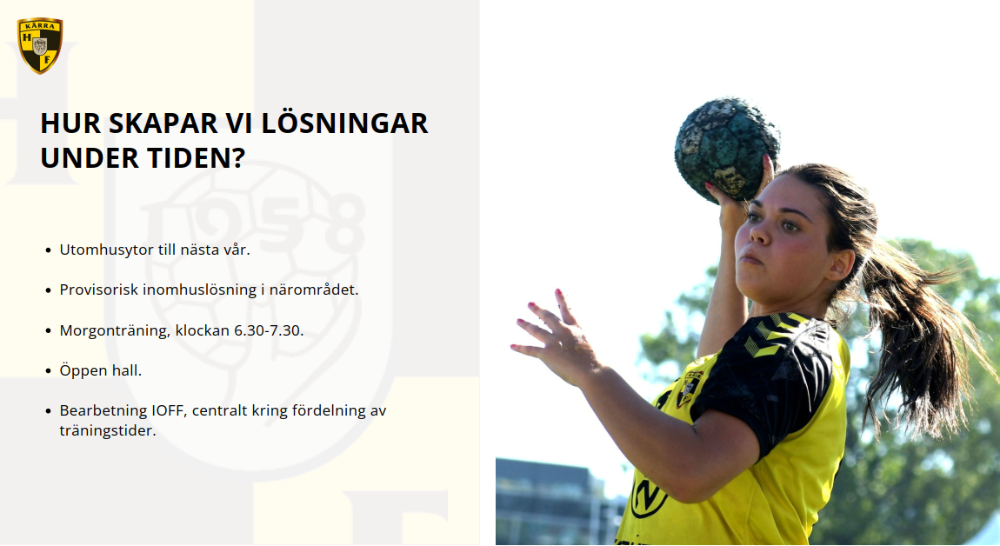 KÄRRA
H
F
HUR SKAPAR VI LÖSNINGAR
UNDER TIDEN?
1958
Utomhusytor till nästa vår.
Provisorisk inomhuslösning i närområdet.
Morgonträning, klockan 6.30-7.30.
Öppen hall.
Bearbetning IOFF, centralt kring fördelning av
träningstider.
H
F